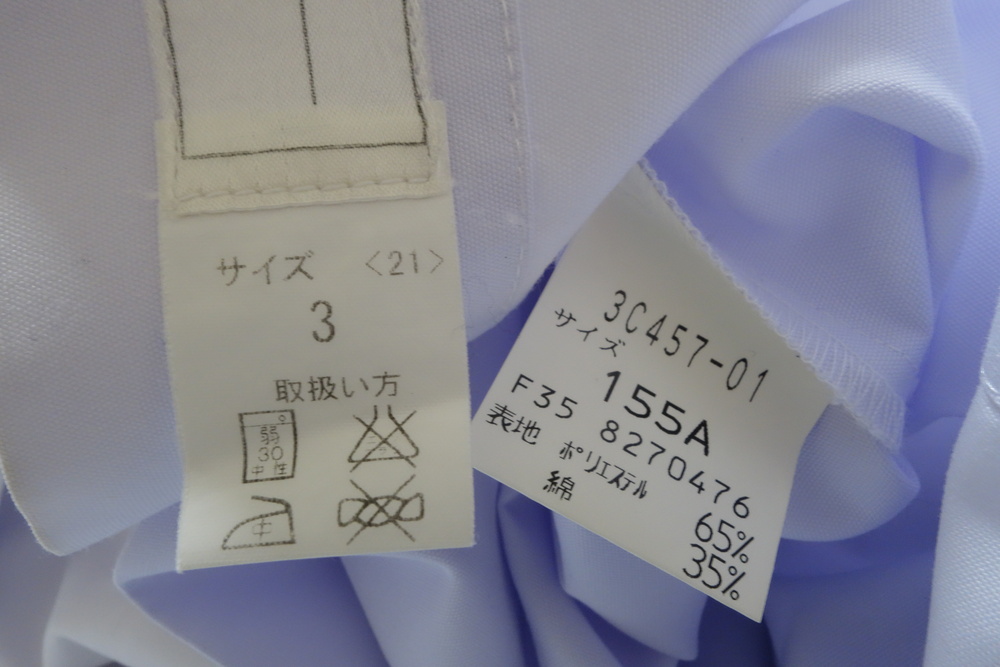 サイズ 〈21〉
3
取扱い方
弱
30
中性
中
3C457-01
サイズ
155A
F35 8270476
表地 ポリエステル 65%
綿 35%